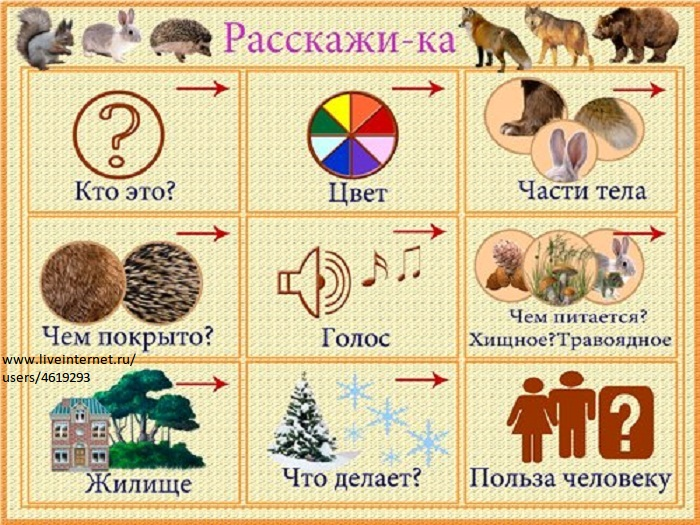 Расскажи-ка
Кто это?
Цвет
Части тела
Чем покрыто?
Голос
Чем питается?
Хищное?Травоядное
www.liveinternet.ru/
users/4619293
Жилище
Что делает?
Польза человеку